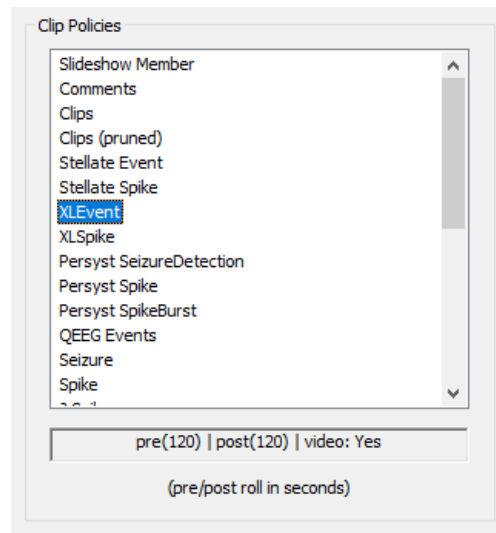 Clip Policies
Slideshow Member
Comments
Clips
Clips (pruned)
Stellate Event
Stellate Spike
XLEvent
XLSpike
Persyst SeizureDetection
Persyst Spike
Persyst SpikeBurst
QEEG Events
Seizure
Spike
pre(120) | post(120) | video: Yes
(pre/post roll in seconds)